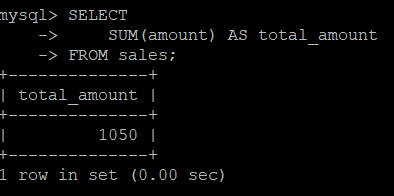 mysql> SELECT
    ->     SUM(amount) AS total_amount
    -> FROM sales;
+--------------+
| total_amount |
+--------------+
|         1050 |
+--------------+
1 row in set (0.00 sec)